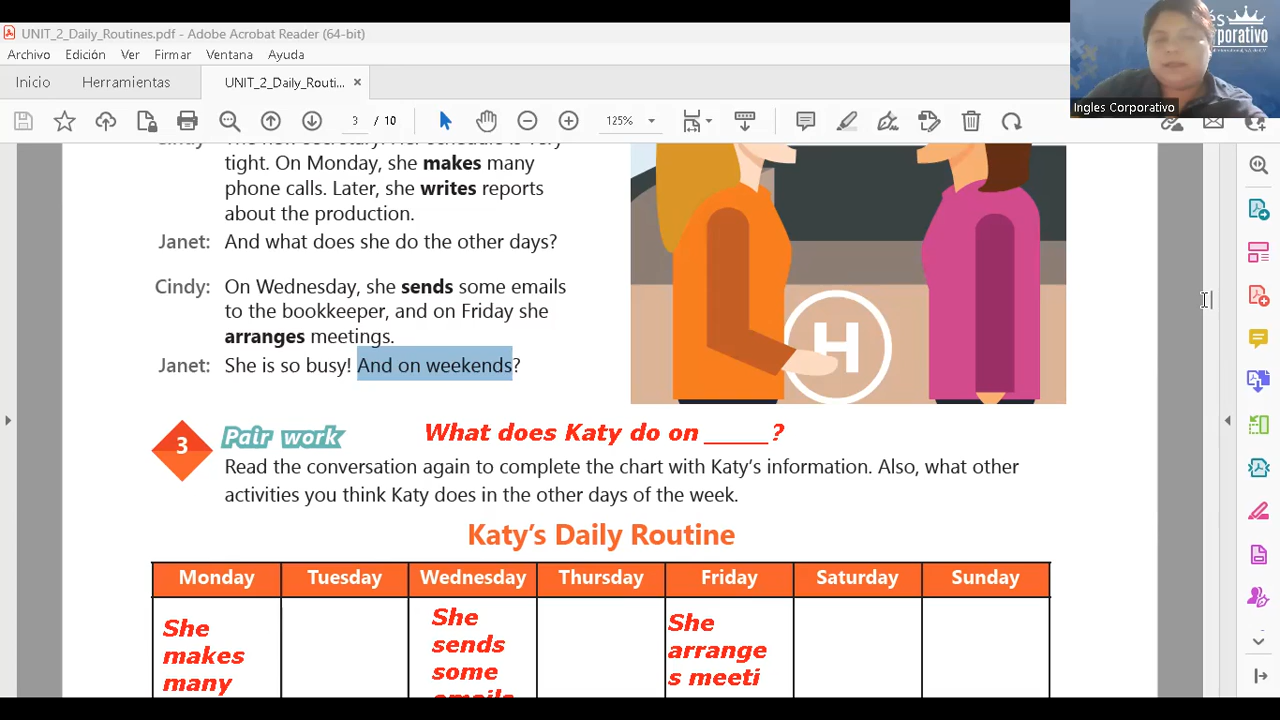 UNIT_2_Daily_Routines.pdf - Adobe Acrobat Reader (64-bit)
Archivo Edición Ver Firmar Ventana Ayuda
Inicio Herramientas UNIT_2_Daily_Routi... ×
3 / 10 125%
Ingles Corporativo
tight. On Monday, she makes many
phone calls. Later, she writes reports
about the production.
Janet: And what does she do the other days?
Cindy: On Wednesday, she sends some emails
to the bookkeeper, and on Friday she
arranges meetings.
Janet: She is so busy! And on weekends?
H
3 Pair work What does Katy do on _____?
Read the conversation again to complete the chart with Katy's information. Also, what other
activities you think Katy does in the other days of the week.
Katy's Daily Routine
Monday Tuesday Wednesday Thursday Friday Saturday Sunday
She
makes
many
She
sends
some
emails
She
arrange
s meeti